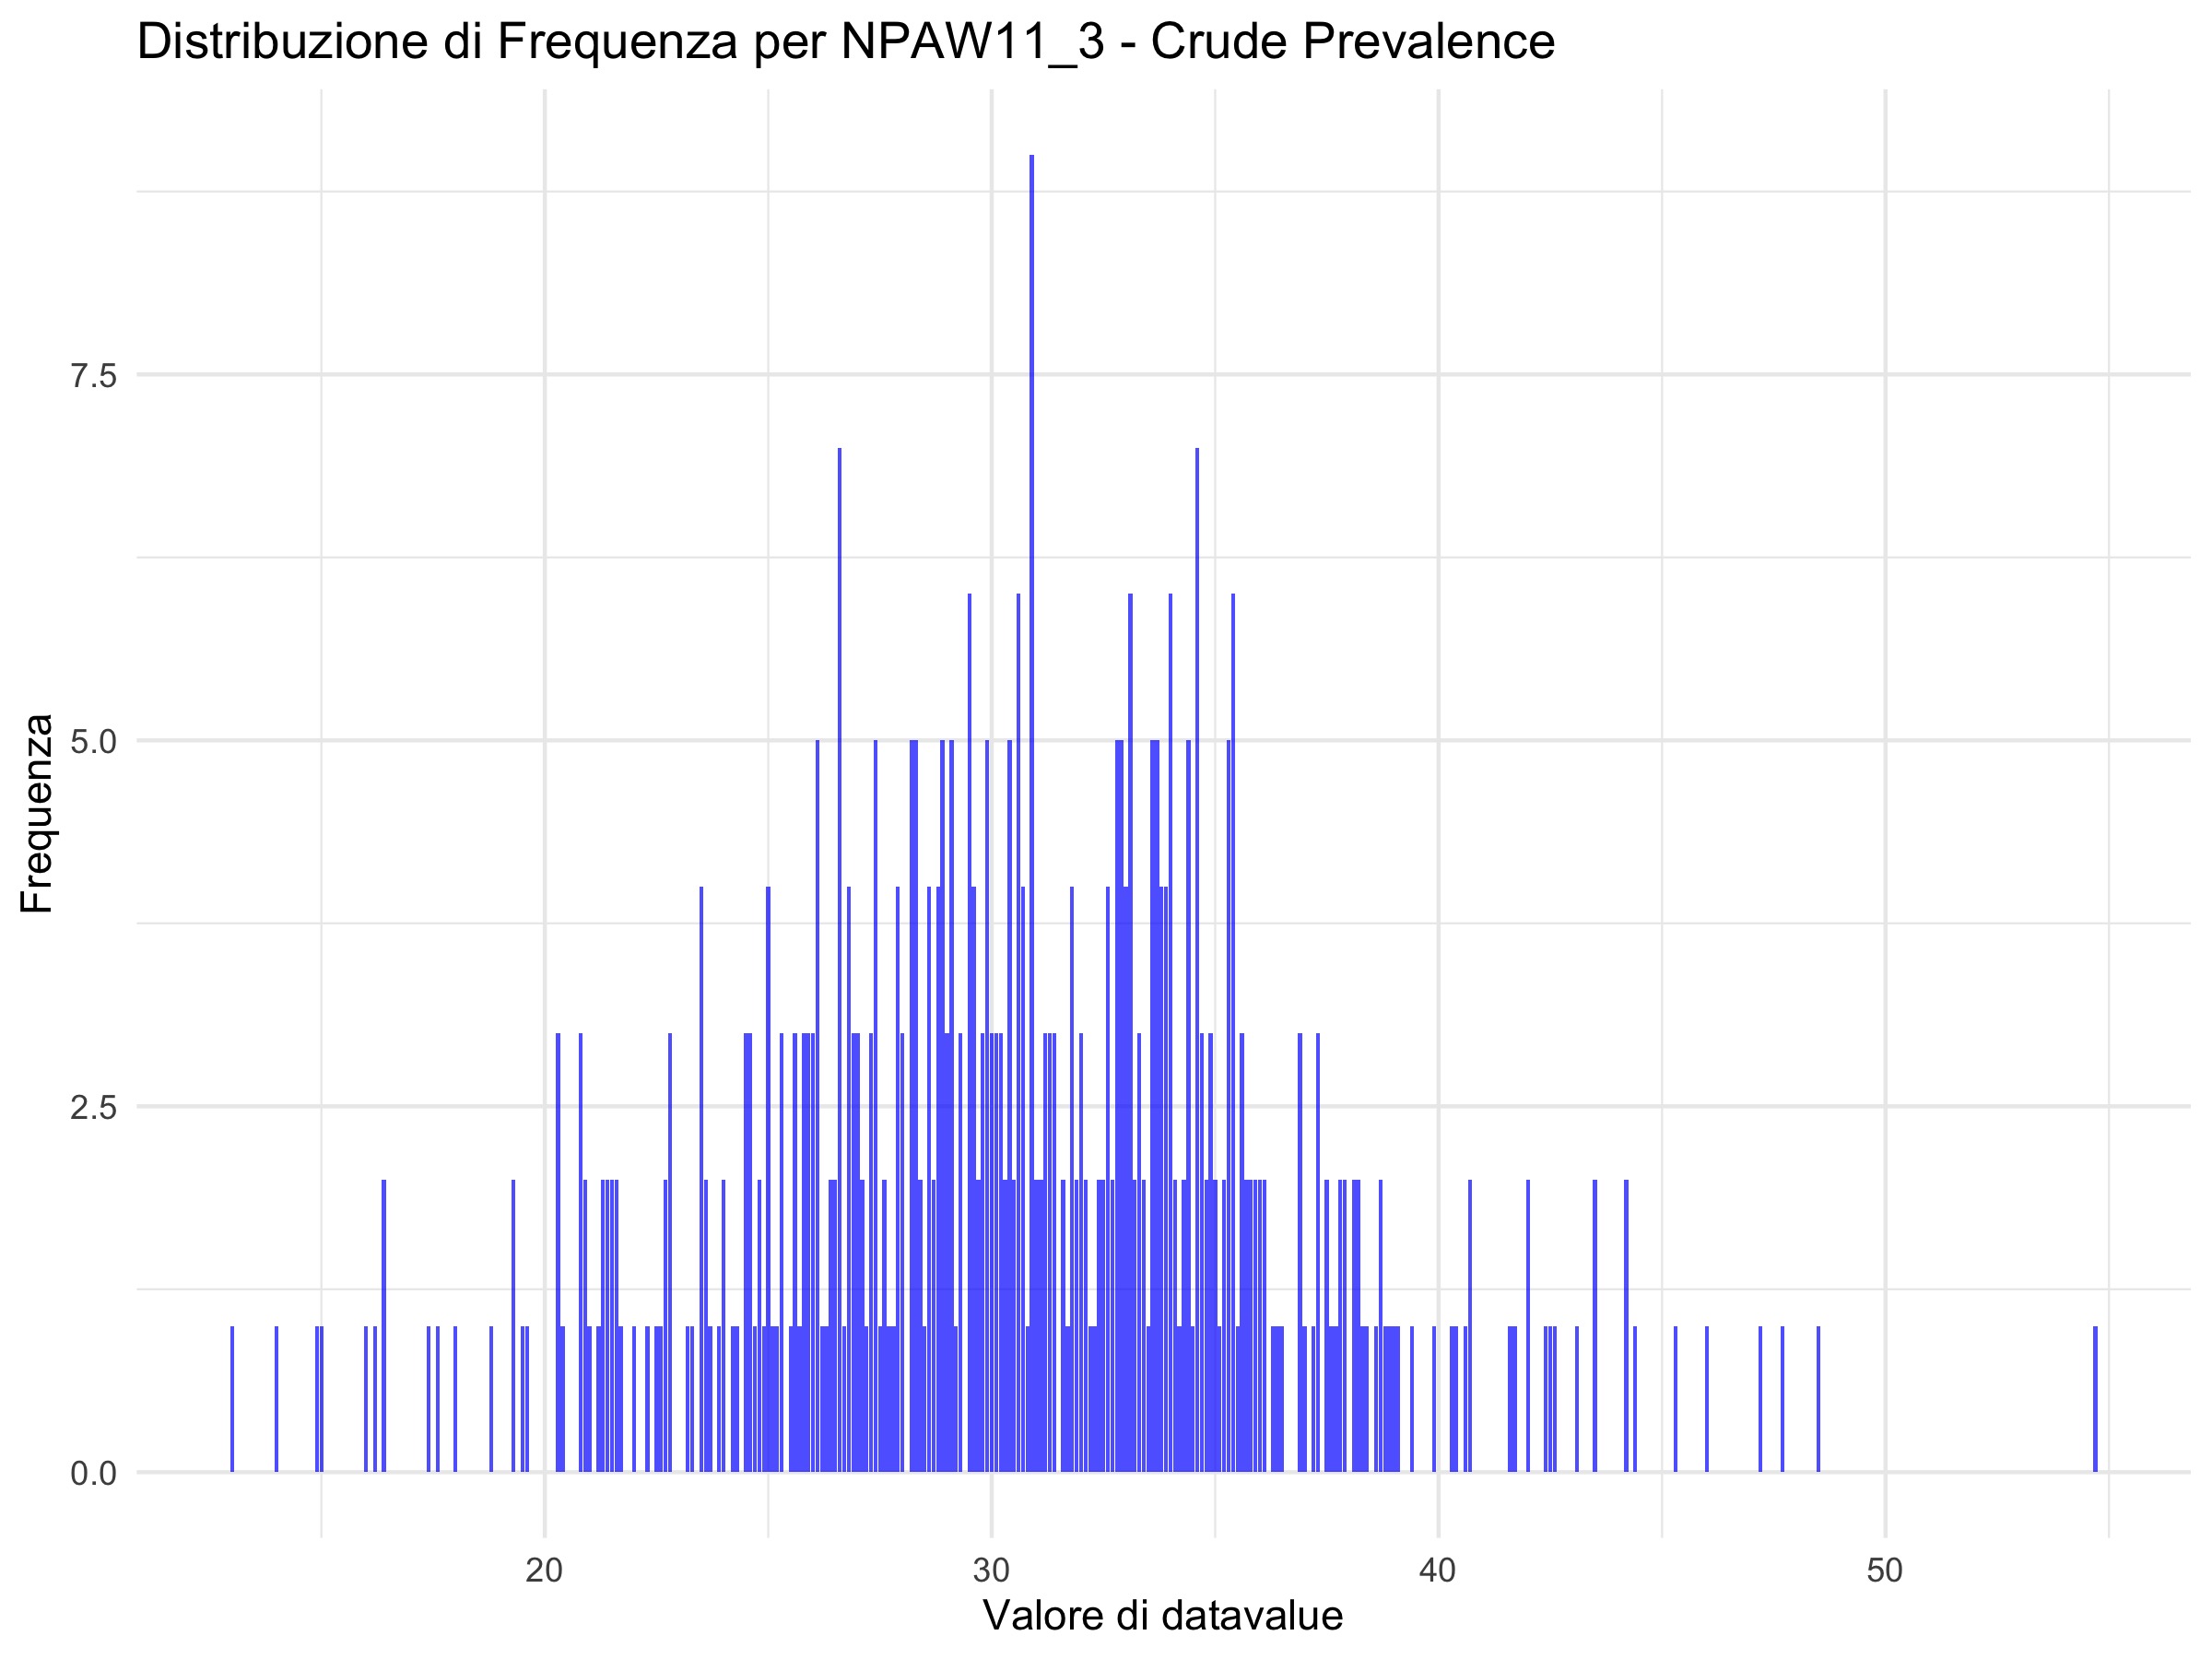 Distribuzione di Frequenza per NPAW11_3 - Crude Prevalence
Frequenza
7.5
5.0
2.5
0.0
20
30
40
50
Valore di datavalue